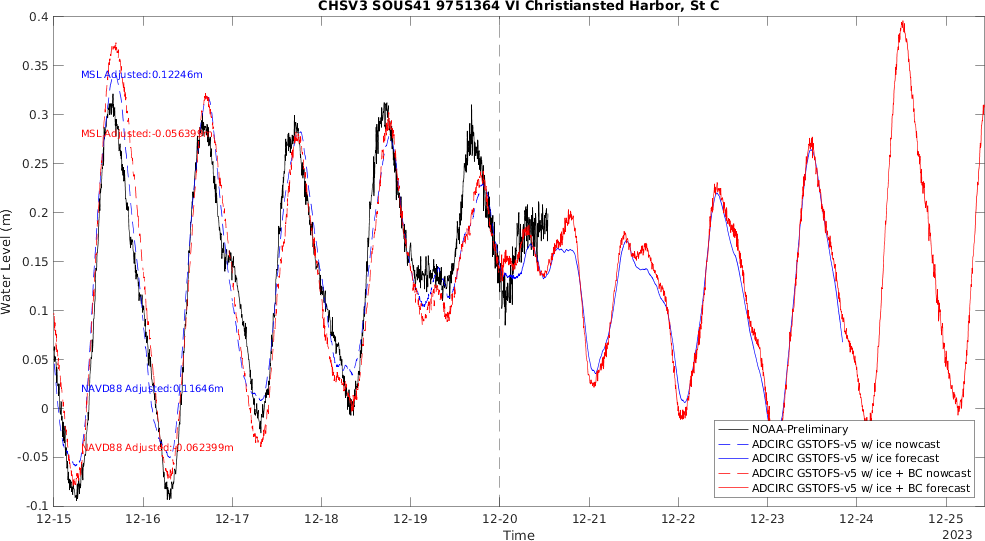 CHSV3 SOUS41 9751364 VI Christiansted Harbor, St C
0.4
0.35
0.3
0.25
0.2
0.15
0.1
0.05
0
-0.05
-0.1
Water Level (m)
MSL Adjusted:0.12246m
MSL Adjusted:-0.056399m
NAVD88 Adjusted:0.11646m
NAVD88 Adjusted:-0.062399m
NOAA-Preliminary
ADCIRC GSTOFS-v5 w/ ice nowcast
ADCIRC GSTOFS-v5 w/ ice forecast
ADCIRC GSTOFS-v5 w/ ice + BC nowcast
ADCIRC GSTOFS-v5 w/ ice + BC forecast
12-15 12-16 12-17 12-18 12-19 12-20 12-21 12-22 12-23 12-24 12-25
Time
2023